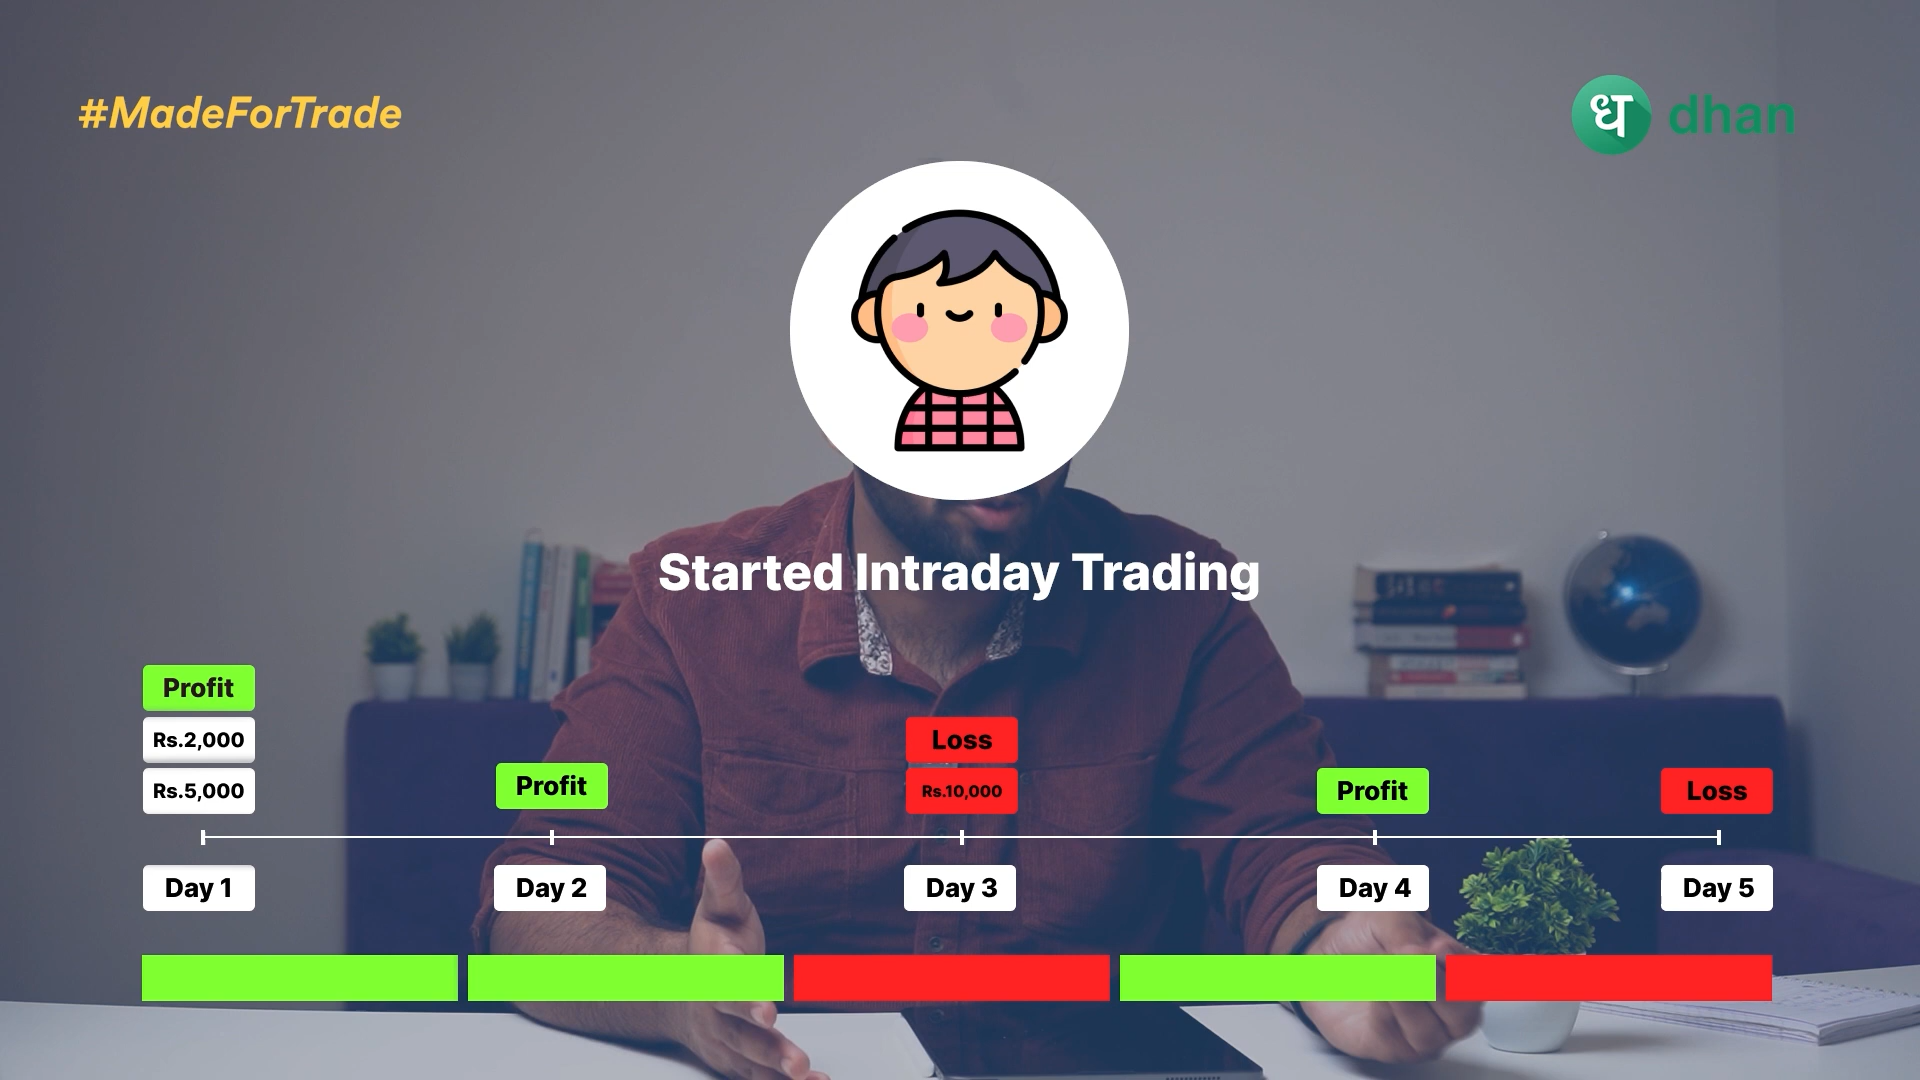 #MadeForTrade
ध dhan
Started Intraday Trading
Profit
Rs.2,000
Rs.5,000
Profit
Loss
Rs.10,000
Profit
Loss
Day 1
Day 2
Day 3
Day 4
Day 5